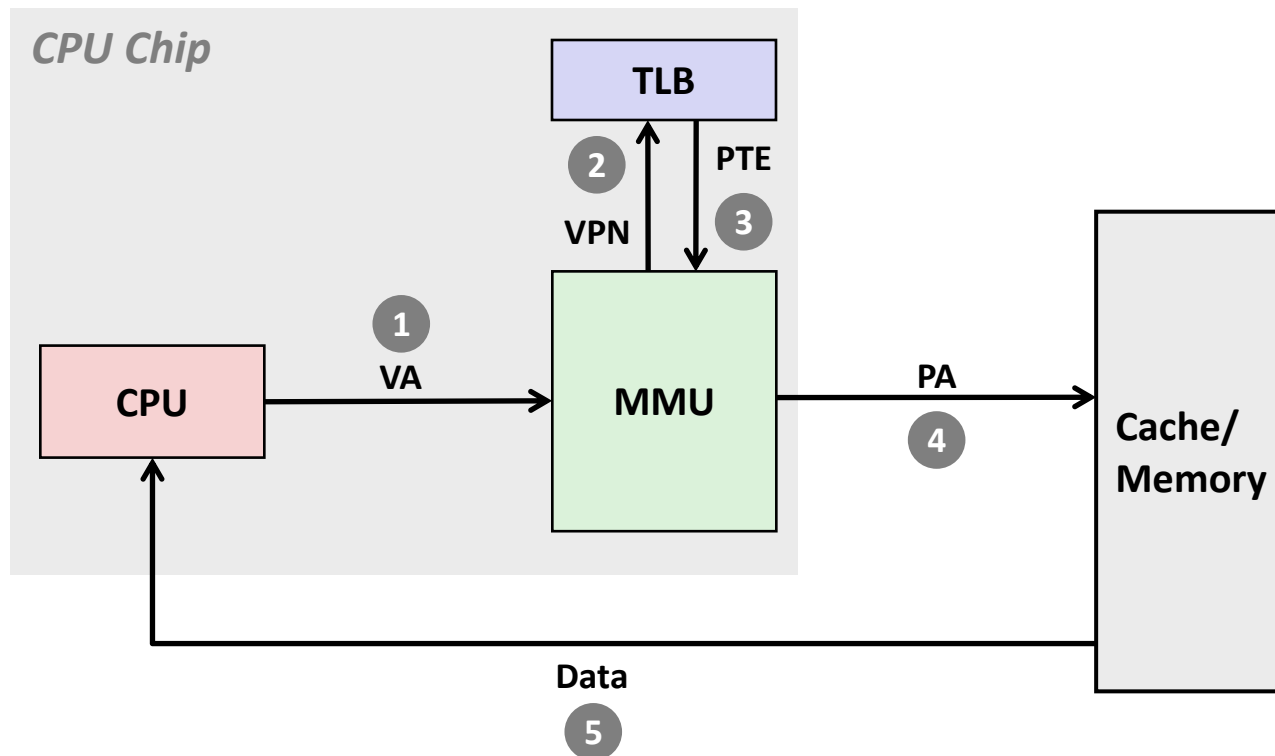 CPU Chip
TLB
2
PTE
VPN
3
1
VA
CPU
MMU
PA
4
Cache/
Memory
Data
5